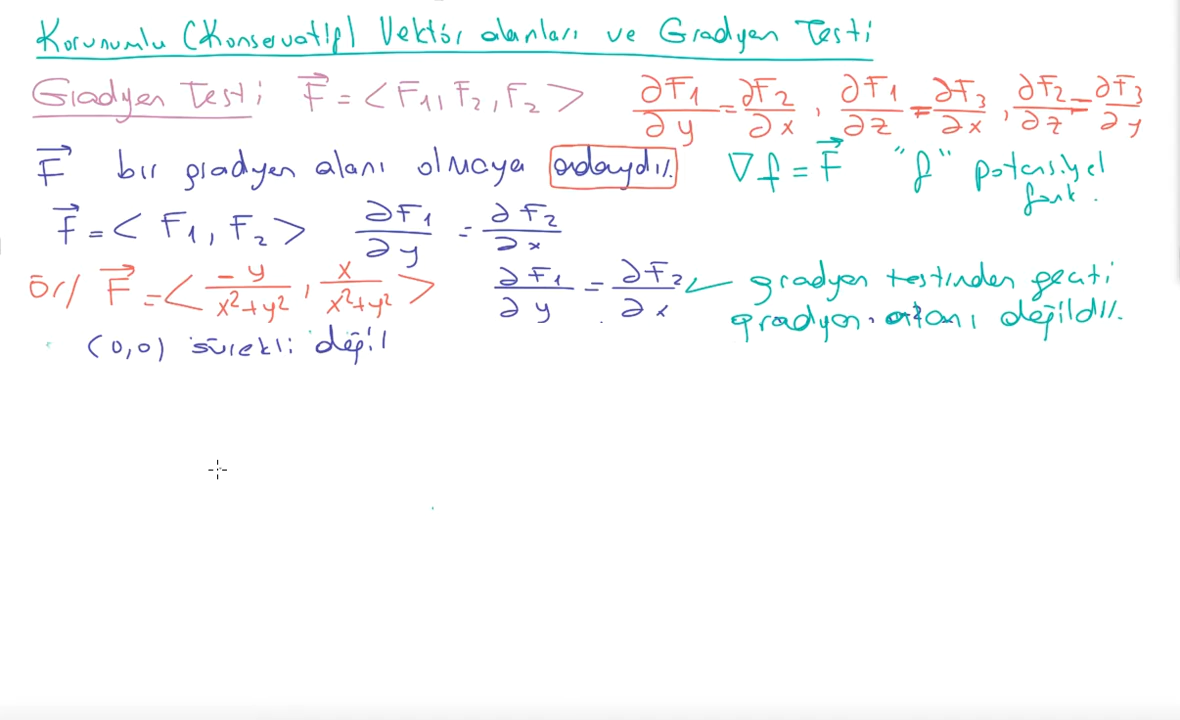 Korunumlu (Konservatif) Vektör alanları ve Gradyen Testi
Gradyen Testi; F⃗ = <F₁, F₂, F₂> ∂F₁/∂y = ∂F₂/∂x, ∂F₁/∂z = ∂F₃/∂x, ∂F₂/∂z = ∂F₃/∂y
F⃗ bir gradyen alanı olmaya adaydır. ∇f = F⃗ "f" potansiyel fonk.
F⃗ = <F₁, F₂> ∂F₁/∂y = ∂F₂/∂x
Ör/ F⃗ = <-y/x²+y², x/x²+y²> ∂F₁/∂y = ∂F₂/∂x ← gradyen testinden geçti
gradyen alanı değildir.
(0,0) sürekli değil